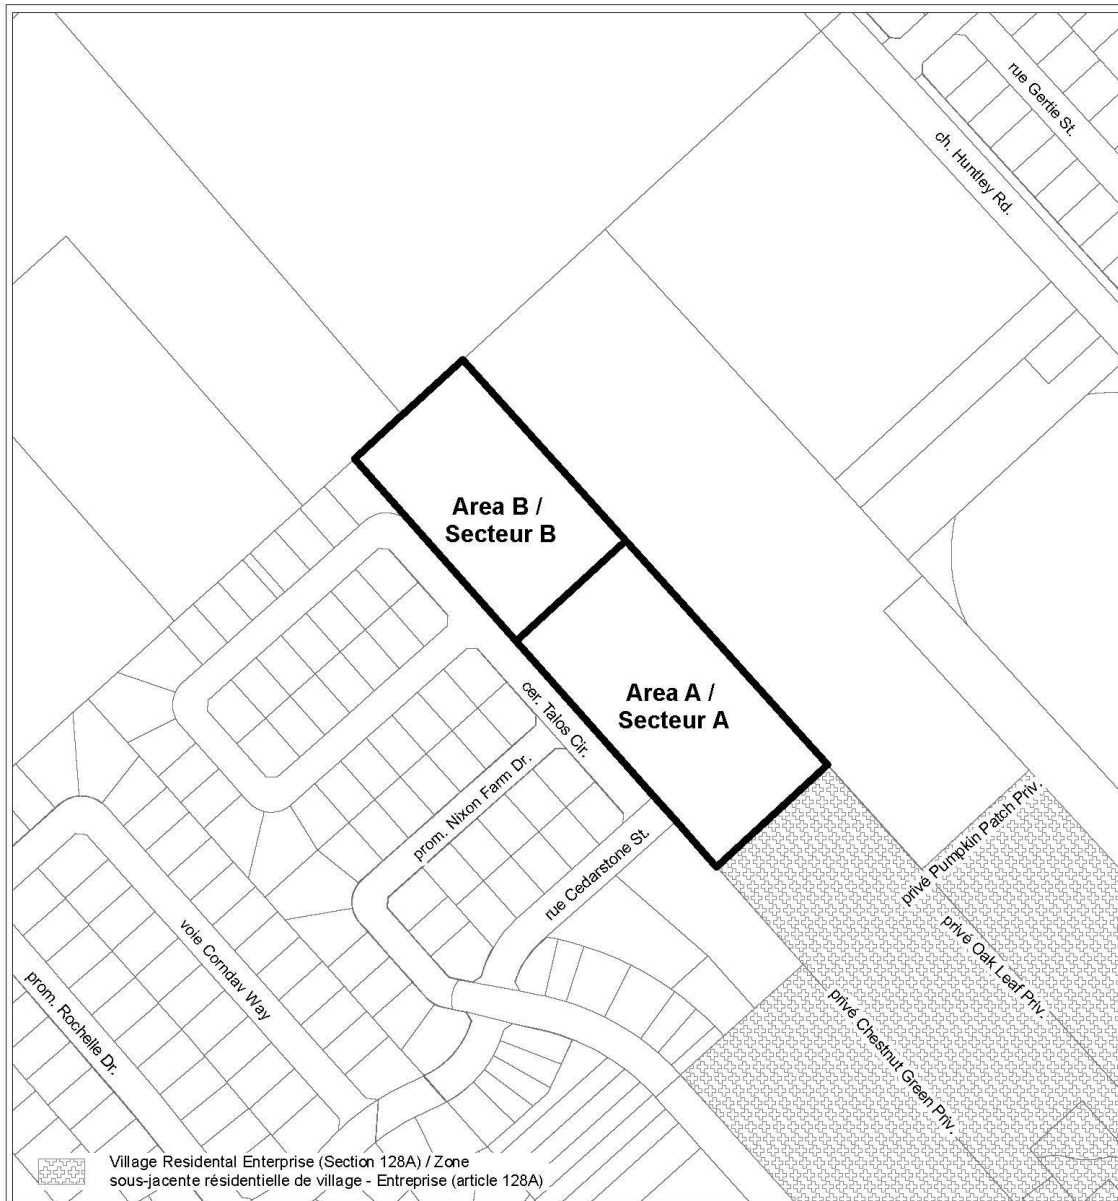 rue Gertie St.
ch. Huntley Rd.
Area B /
Secteur B
Area A /
Secteur A
cer. Talos Cir.
prom. Nixon Farm Dr.
rue Cedarstone St.
privé Pumpkin Patch Priv.
privé Oak Leaf Priv.
privé Chestnut Green Priv.
voie Corndav Way
prom. Rochelle Dr.
Village Residental Enterprise (Section 128A) / Zone
sous-jacente résidentielle de village - Entreprise (article 128A)